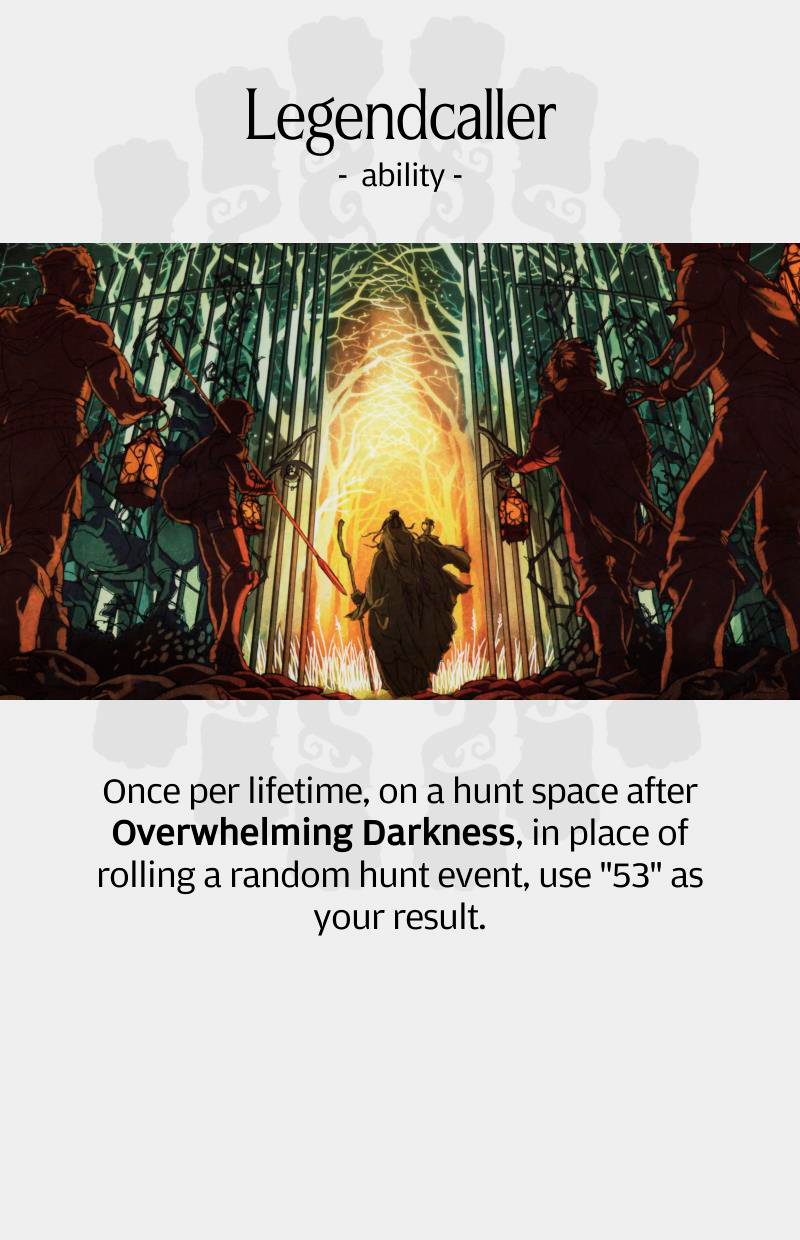 Legendcaller
- ability -
Once per lifetime, on a hunt space after
Overwhelming Darkness, in place of
rolling a random hunt event, use "53" as
your result.